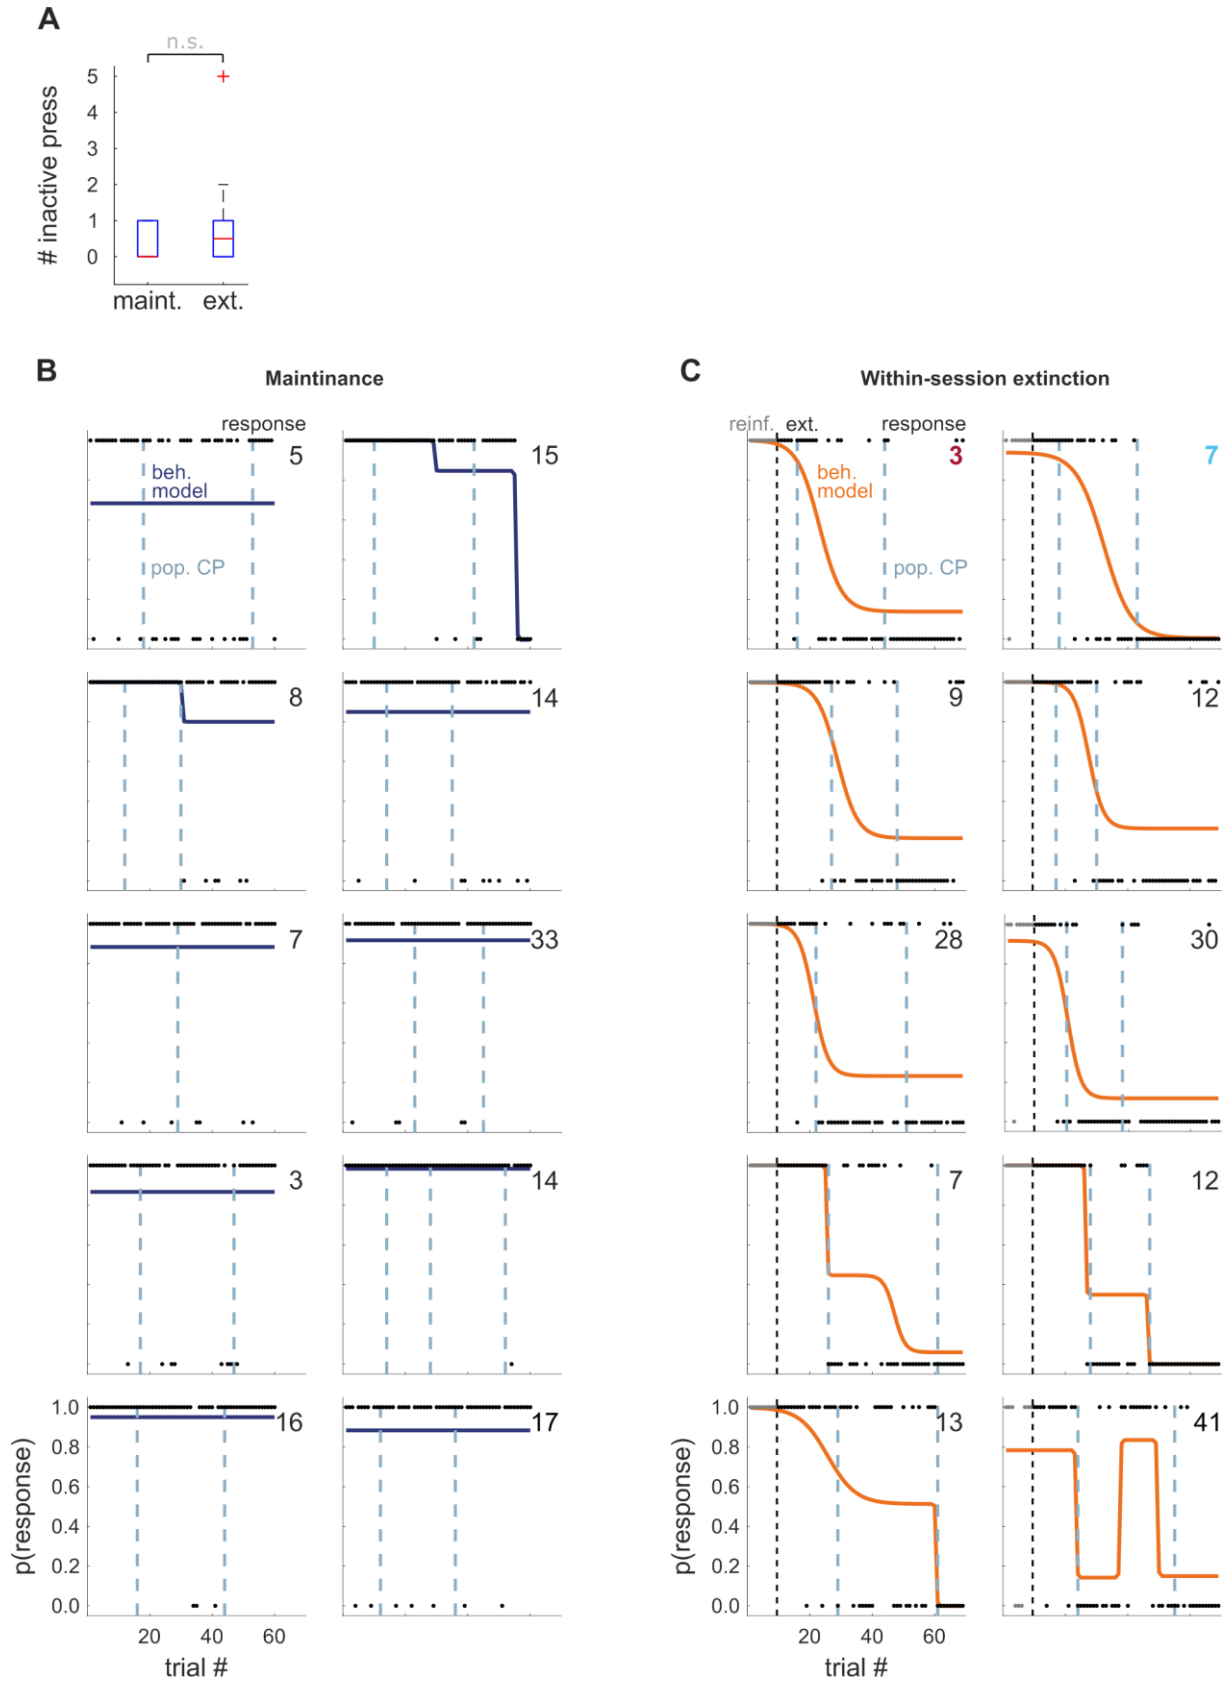 A
n.s.
# inactive press
5
4
3
2
1
0
maint. ext.
B
Maintinance
response
5
beh.
model
pop. CP
15
8
14
7
33
3
14
16
17
p(response)
1.0
0.8
0.6
0.4
0.2
0.0
20 40 60
trial #
C
Within-session extinction
reinf. ext. response
3
beh.
model
pop. CP
7
9
12
28
30
7
12
13
41
p(response)
1.0
0.8
0.6
0.4
0.2
0.0
20 40 60
trial #